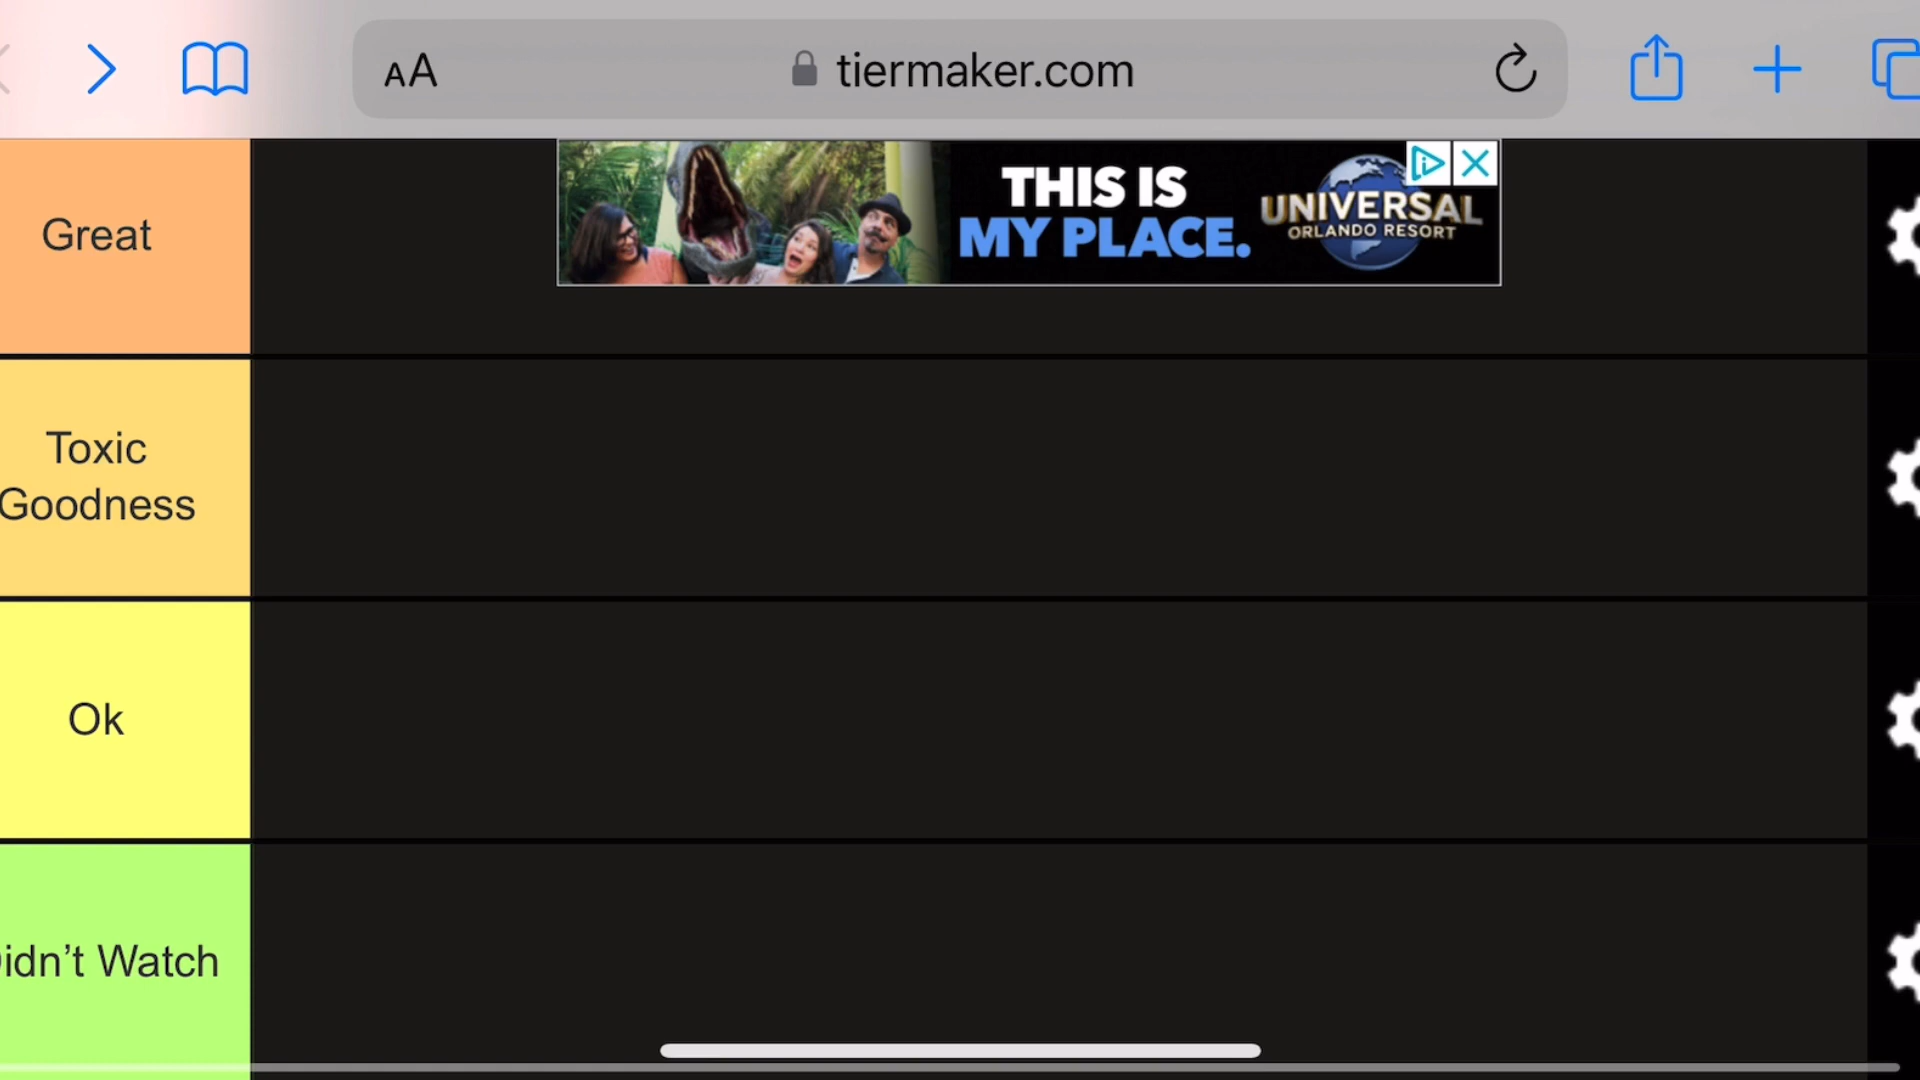 AA
tiermaker.com
Great
THIS IS
MY PLACE.
UNIVERSAL
ORLANDO RESORT
Toxic
Goodness
Ok
idn’t Watch